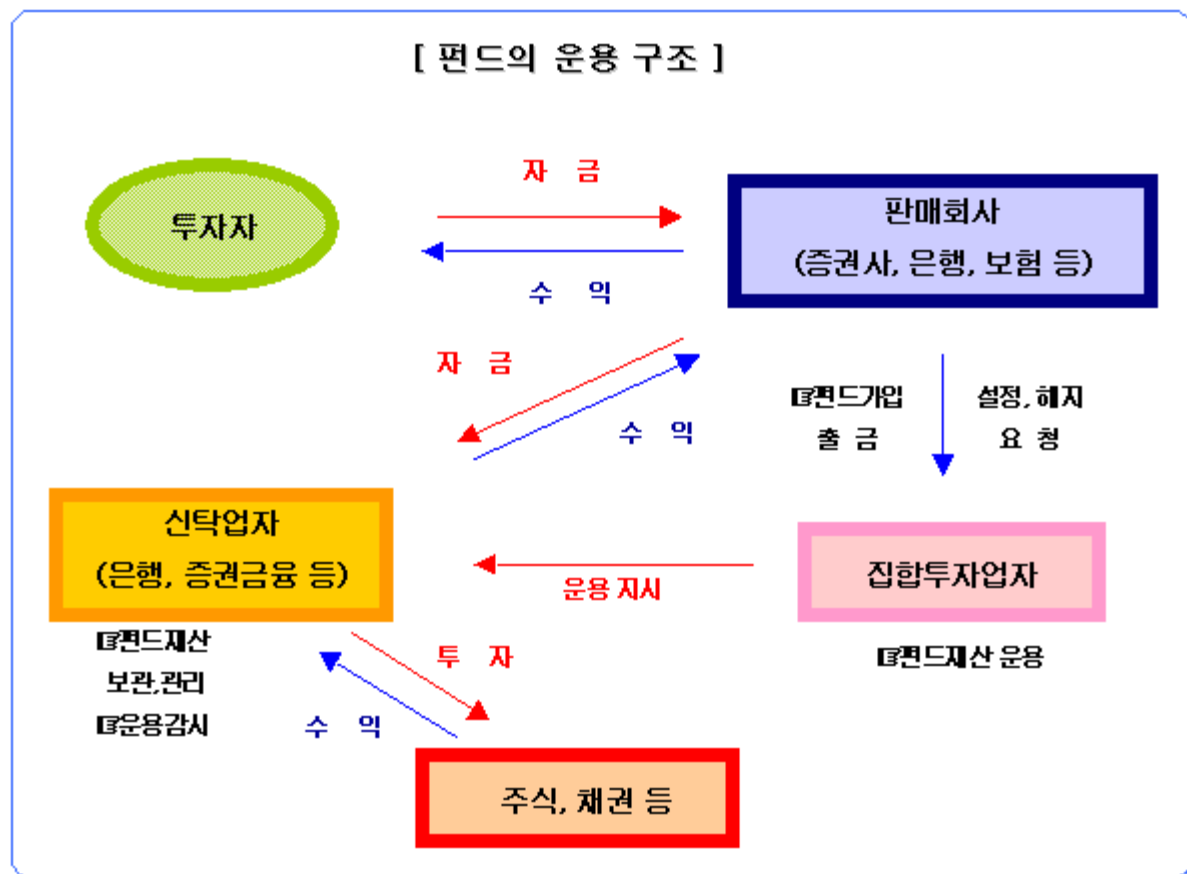 [ 펀드의 운용 구조 ]
자 금
투자자
판매회사
(증권사, 은행, 보험 등)
수 익
자 금
수 익
☞펀드가입
출 금
설정, 해지
요 청
신탁업자
(은행, 증권금융 등)
운용 지시
집합투자업자
☞펀드재산
보관,관리
☞운용감시
투 자
수 익
☞펀드재산 운용
주식, 채권 등